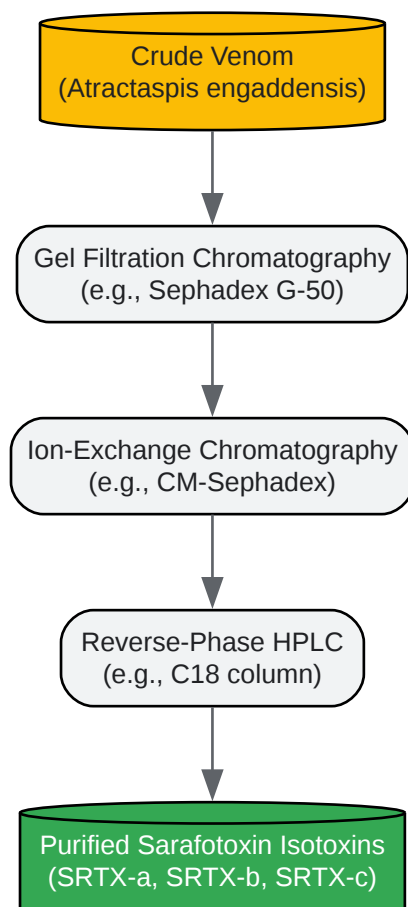 Crude Venom
(Atractaspis engaddensis)
Gel Filtration Chromatography
(e.g., Sephadex G-50)
Ion-Exchange Chromatography
(e.g., CM-Sephadex)
Reverse-Phase HPLC
(e.g., C18 column)
Purified Sarafotoxin Isotoxins
(SRTX-a, SRTX-b, SRTX-c)